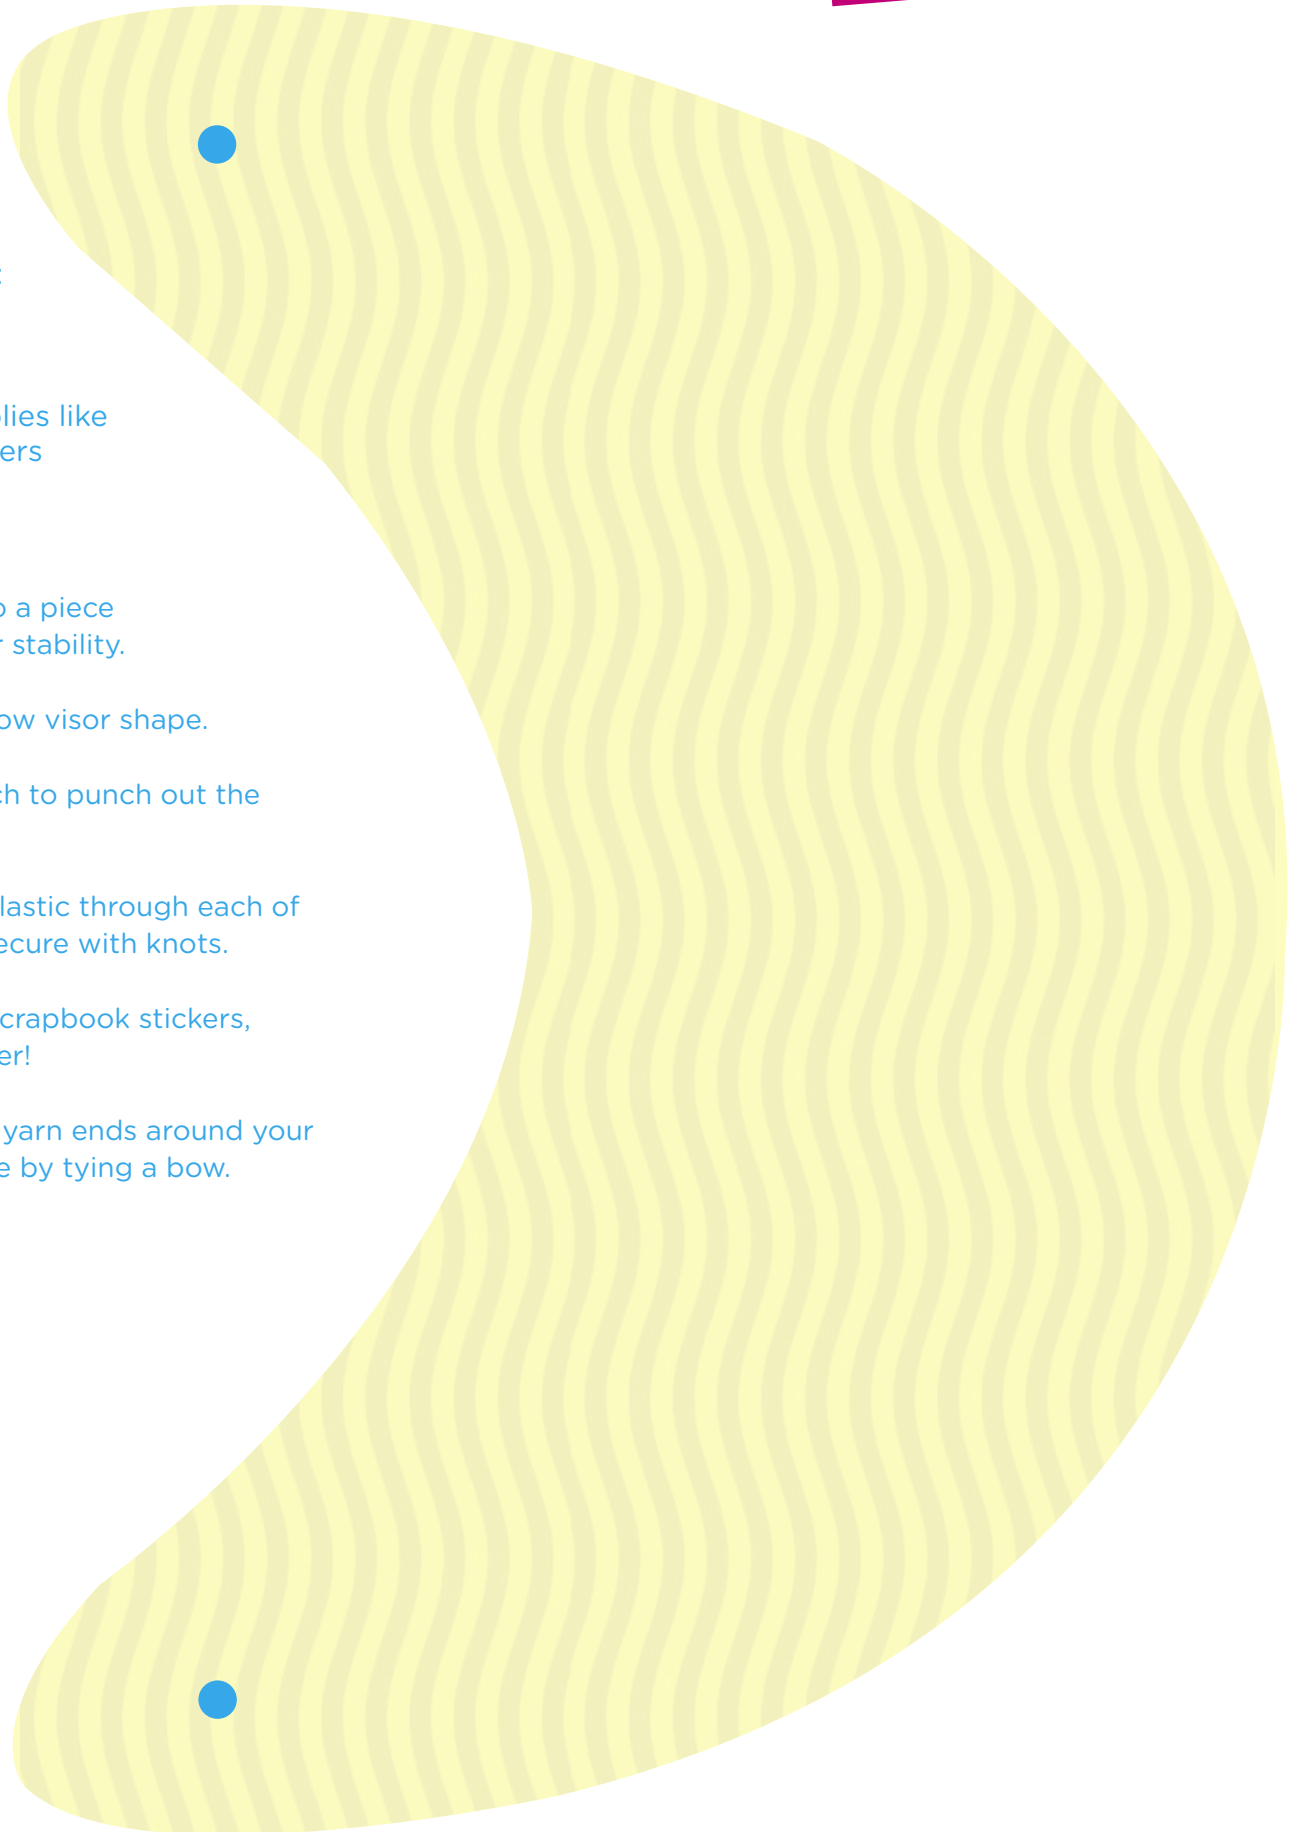 :
lies like
ers
o a piece
r stability.
ow visor shape.
ch to punch out the
lastic through each of
ecure with knots.
crapbook stickers,
er!
yarn ends around your
e by tying a bow.